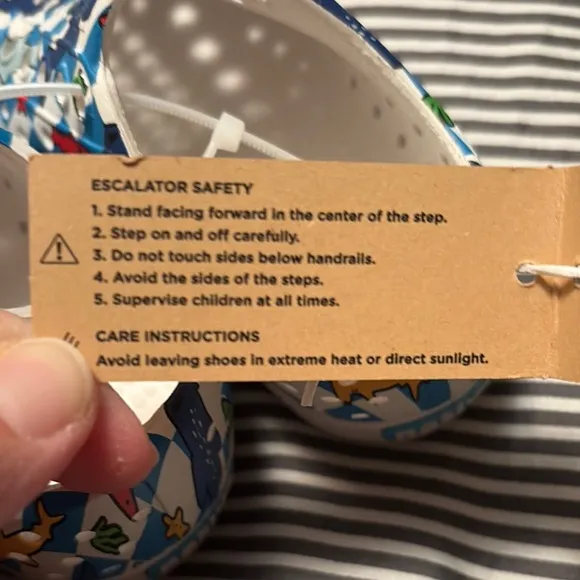 ESCALATOR SAFETY
1. Stand facing forward in the center of the step.
2. Step on and off carefully.
3. Do not touch sides below handrails.
4. Avoid the sides of the steps.
5. Supervise children at all times.
CARE INSTRUCTIONS
Avoid leaving shoes in extreme heat or direct sunlight.